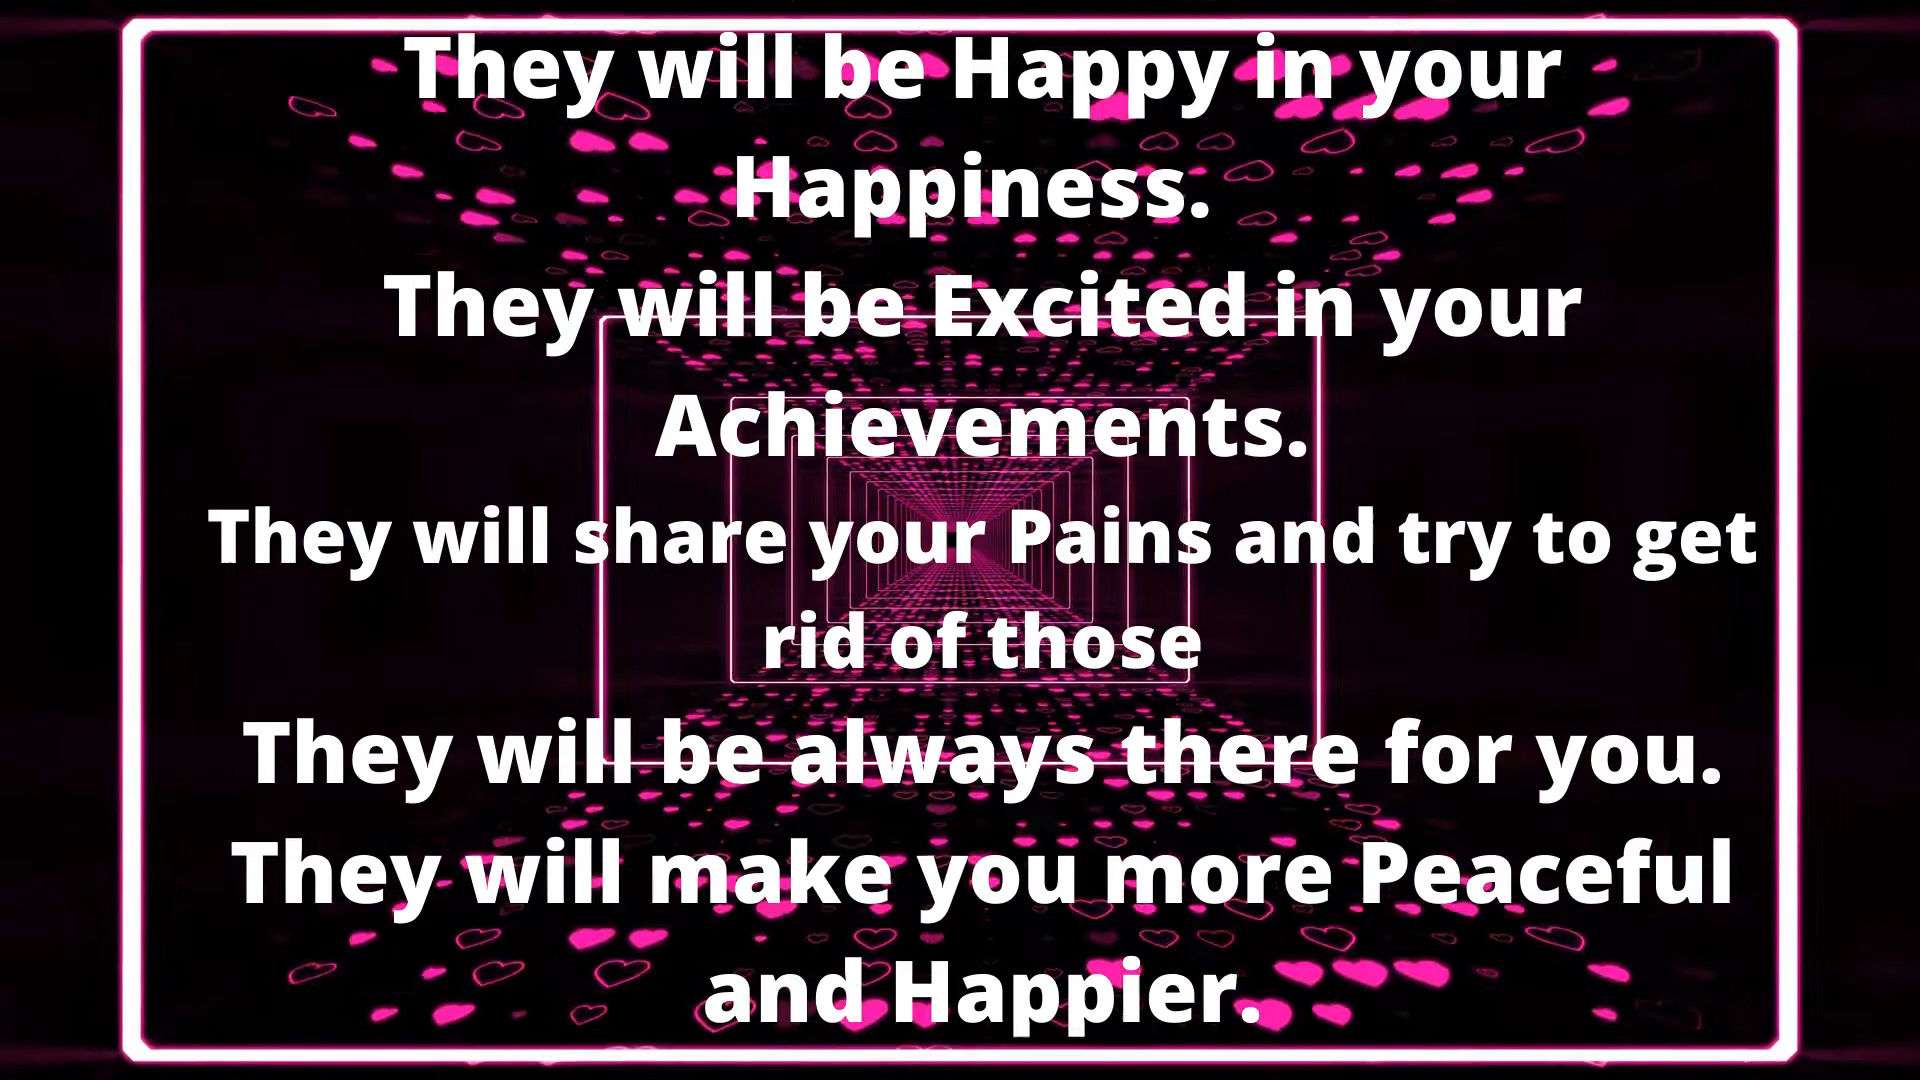 They will be Happy in your
Happiness.
They will be Excited in your
Achievements.
They will share your Pains and try to get
rid of those
They will be always there for you.
They will make you more Peaceful
and Happier.